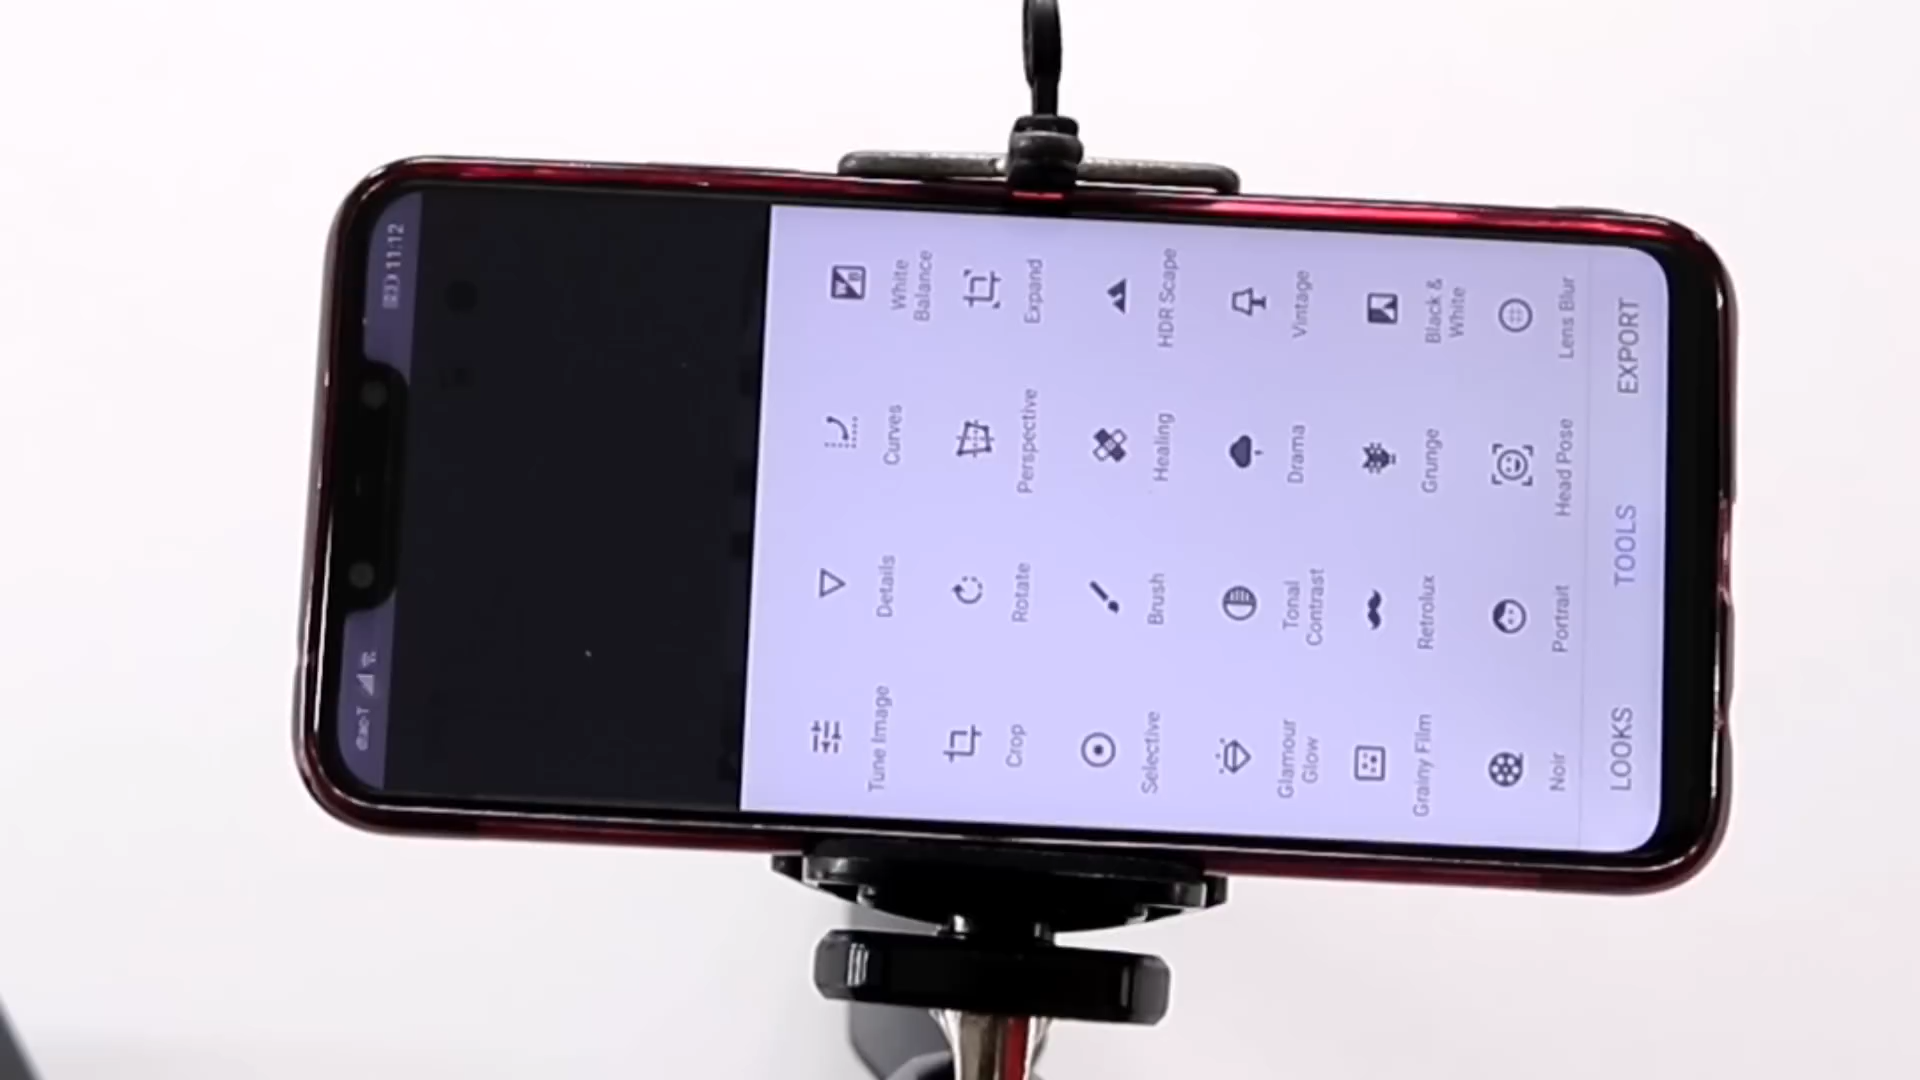 dtac-T
11:12
Tune Image
Details
Curves
White
Balance
Crop
Rotate
Perspective
Expand
Selective
Brush
Healing
HDR Scape
Glamour
Glow
Tonal
Contrast
Drama
Vintage
Grainy Film
Retrolux
Grunge
Black &
White
Noir
Portrait
Head Pose
Lens Blur
LOOKS
TOOLS
EXPORT